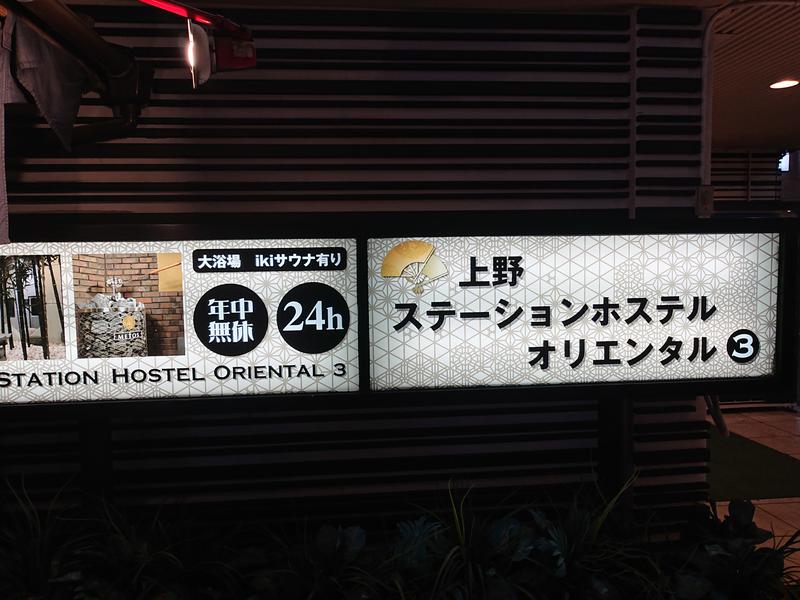 大浴場 ikiサウナ有り
年中
無休
24h
STATION HOSTEL ORIENTAL 3
上野
ステーションホステル
オリエンタル 3